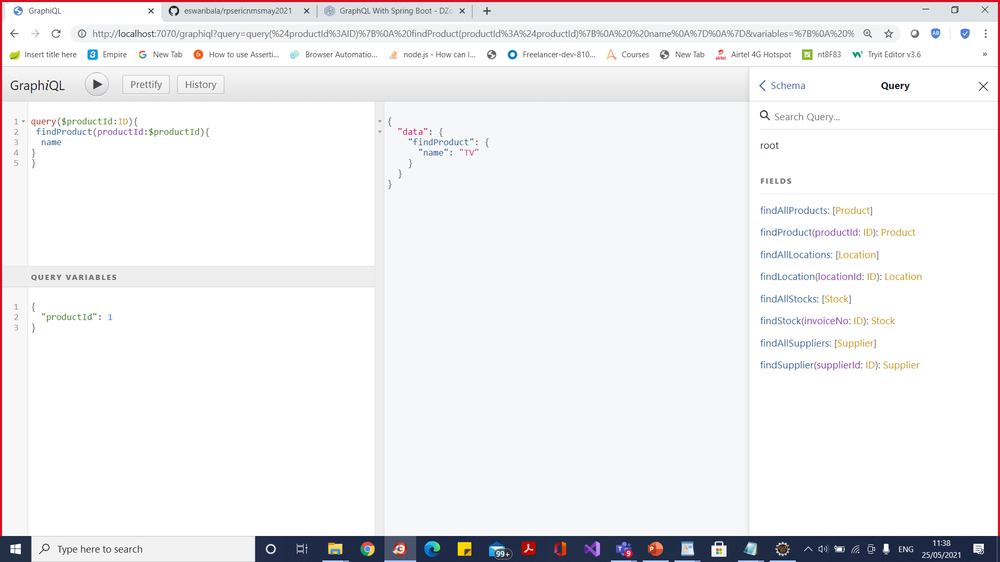 GraphiQL
eswaribala/rpsericnmsmay2021
GraphQL With Spring Boot - DZo
http://localhost:7070/graphiql?query=query(%24productId%3AID)%7B%0A%20findProduct(productId%3A%24productId)%7B%0A%20%20name%0A%7D%0A%7D&variables=%7B%0A%20%
AB
Insert title here
Empire
New Tab
How to use Asserti...
Browser Automatio...
node.js - How can I...
Freelancer-dev-810...
Courses
New Tab
airtel
Airtel 4G Hotspot
nt8F83
Tryit Editor v3.6
»
GraphiQL
Prettify
History
Schema
Query
1 query($productId:ID){
2 findProduct(productId:$productId){
3 name
4 }
5 }
QUERY VARIABLES
1 {
2 "productId": 1
3 }
{
"data": {
"findProduct": {
"name": "TV"
}
}
}
Search Query...
root
FIELDS
findAllProducts: [Product]
findProduct(productId: ID): Product
findAllLocations: [Location]
findLocation(locationId: ID): Location
findAllStocks: [Stock]
findStock(invoiceNo: ID): Stock
findAllSuppliers: [Supplier]
findSupplier(supplierId: ID): Supplier
Type here to search
99+
9
ENG
11:38
25/05/2021